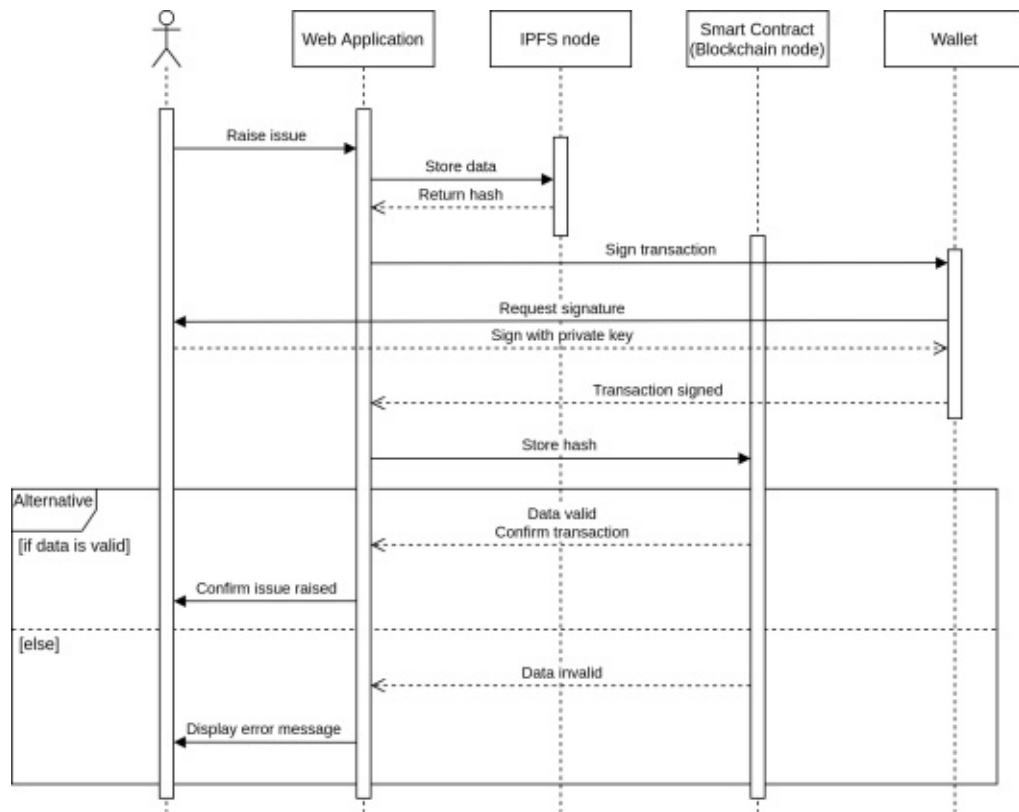 Web Application
IPFS node
Smart Contract
(Blockchain node)
Wallet
Raise issue
Store data
Return hash
Sign transaction
Request signature
Sign with private key
Transaction signed
Store hash
Alternative
[if data is valid]
Data valid
Confirm transaction
Confirm issue raised
[else]
Data invalid
Display error message